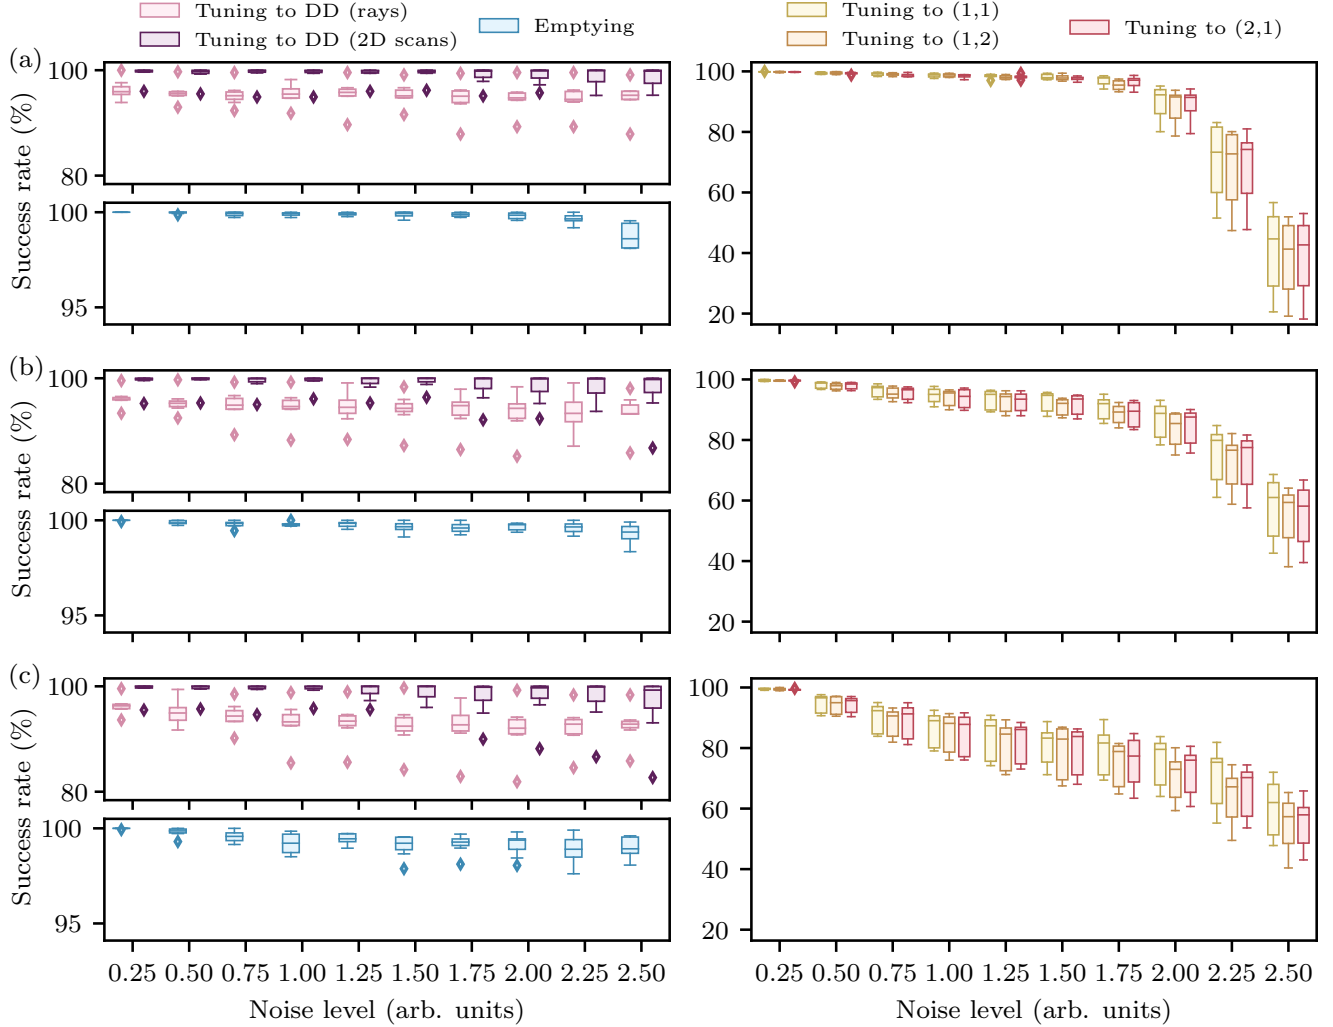 Tuning to DD (rays)
Tuning to DD (2D scans)
Emptying
Tuning to (1,1)
Tuning to (1,2)
Tuning to (2,1)
(a)
100
80
Success rate (%)
100
95
100
80
60
40
20
(b)
100
80
Success rate (%)
100
95
100
80
60
40
20
(c)
100
80
Success rate (%)
100
95
100
80
60
40
20
0.25 0.50 0.75 1.00 1.25 1.50 1.75 2.00 2.25 2.50
Noise level (arb. units)
0.25 0.50 0.75 1.00 1.25 1.50 1.75 2.00 2.25 2.50
Noise level (arb. units)